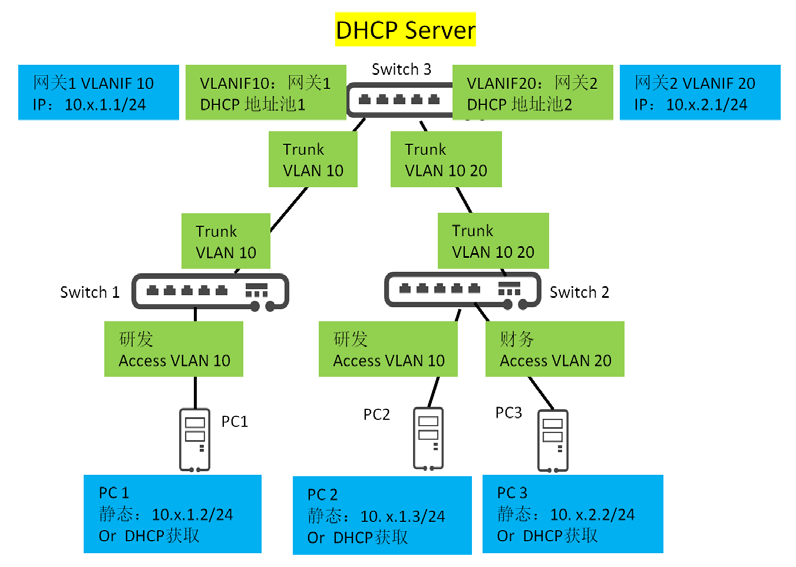 DHCP Server
Switch 3
网关1 VLANIF 10
IP：10.x.1.1/24
VLANIF10：网关1
DHCP 地址池1
VLANIF20：网关2
DHCP 地址池2
网关2 VLANIF 20
IP：10.x.2.1/24
Trunk
VLAN 10
Trunk
VLAN 10 20
Trunk
VLAN 10
Trunk
VLAN 10 20
Switch 1
Switch 2
研发
Access VLAN 10
研发
Access VLAN 10
财务
Access VLAN 20
PC1
PC2
PC3
PC 1
静态：10.x.1.2/24
Or DHCP获取
PC 2
静态：10. x.1.3/24
Or DHCP获取
PC 3
静态：10. x.2.2/24
Or DHCP获取